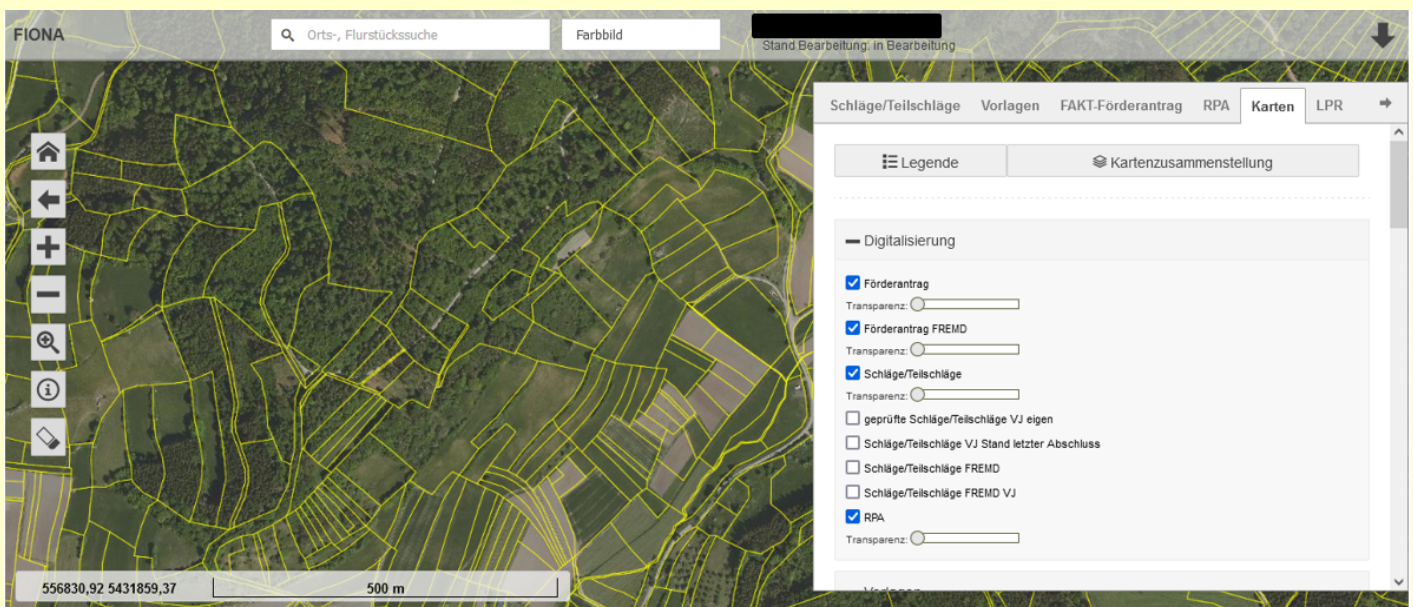 FIONA
Orts-, Flurstückssuche
Farbbild
Stand Bearbeitung: in Bearbeitung
Schläge/Teilschläge Vorlagen FAKT-Förderantrag RPA Karten LPR
Legende Kartenzusammenstellung
Digitalisierung
Förderantrag
Transparenz:
Förderantrag FREMD
Transparenz:
Schläge/Teilschläge
Transparenz:
geprüfte Schläge/Teilschläge VJ eigen
Schläge/Teilschläge VJ Stand letzter Abschluss
Schläge/Teilschläge FREMD
Schläge/Teilschläge FREMD VJ
RPA
Transparenz:
Vorlagen
556830,92 5431859,37 500 m